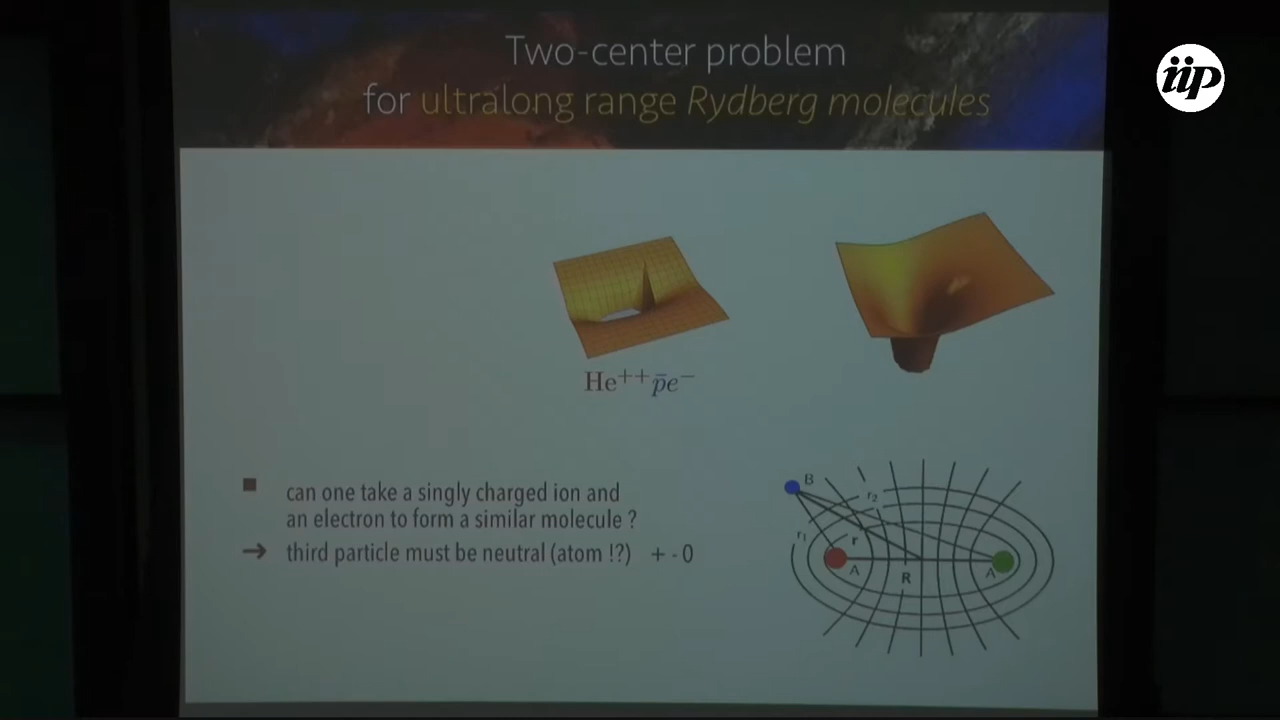 Two-center problem
for ultralong range Rydberg molecules
iip
He⁺⁺p̄e⁻
can one take a singly charged ion and
an electron to form a similar molecule ?
→ third particle must be neutral (atom !?) + - 0
B
r₂
r₁
r
A
R
A